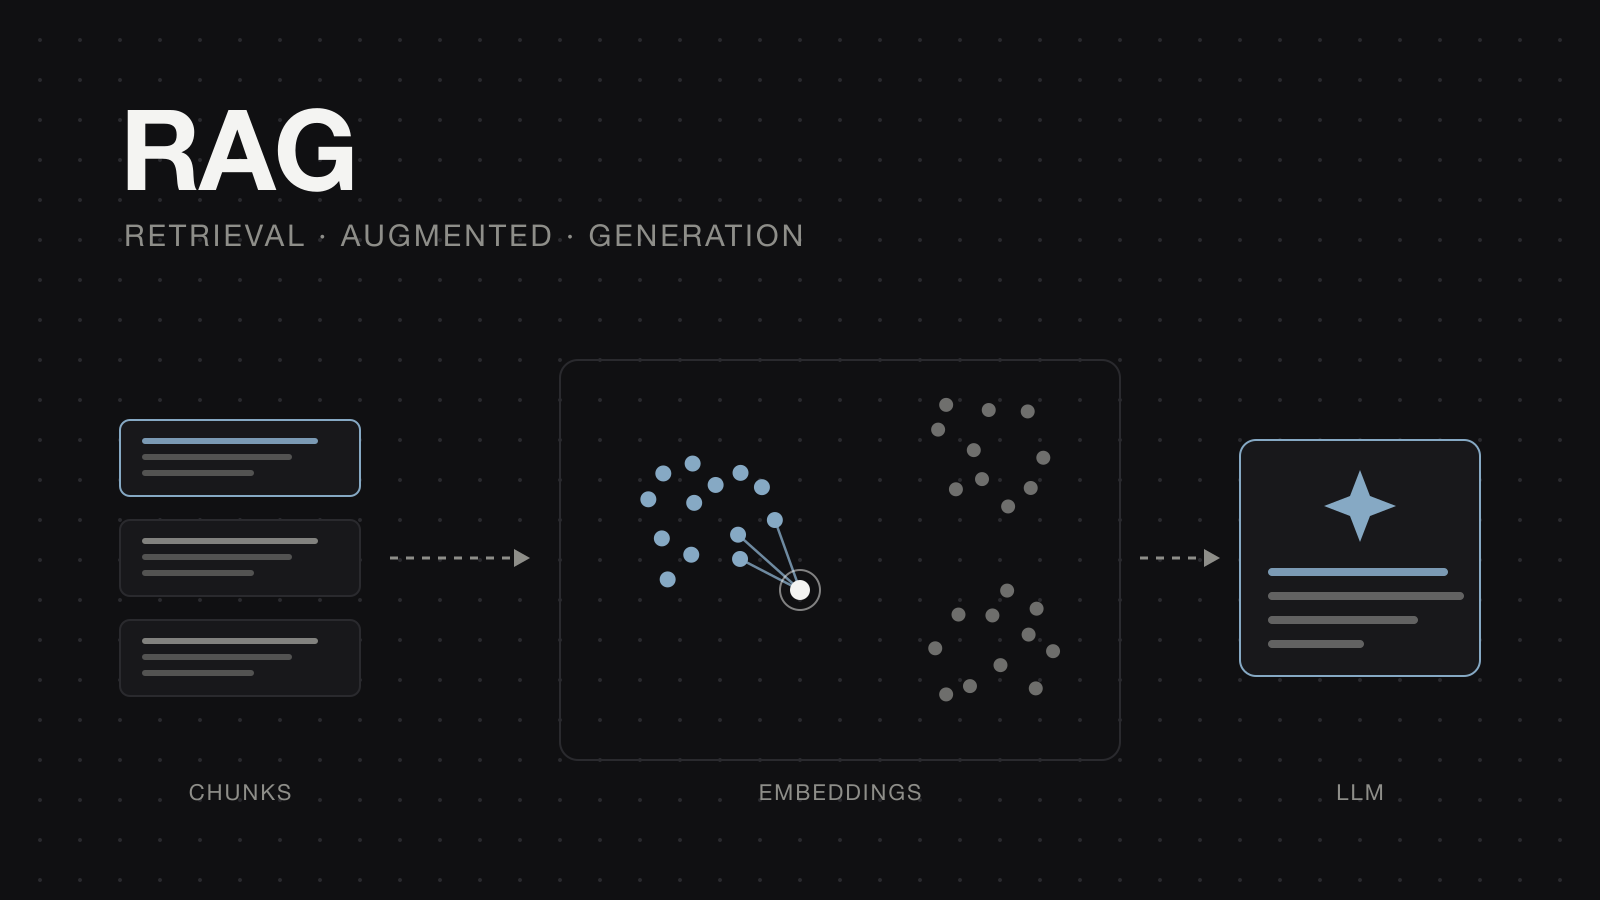 RAG
RETRIEVAL · AUGMENTED · GENERATION
CHUNKS
EMBEDDINGS
LLM